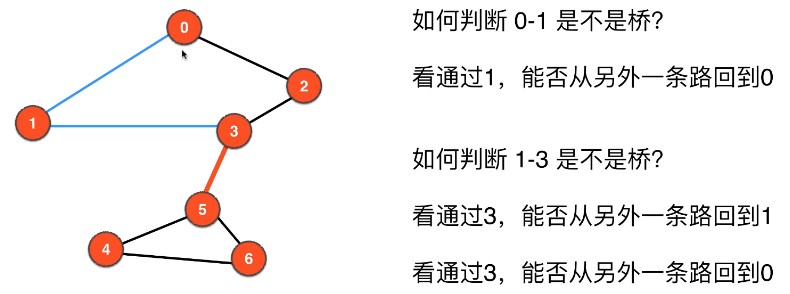 0
如何判断 0-1 是不是桥?
看通过1，能否从另外一条路回到0
2
1
3
如何判断 1-3 是不是桥?
看通过3，能否从另外一条路回到1
5
4
6
看通过3，能否从另外一条路回到0